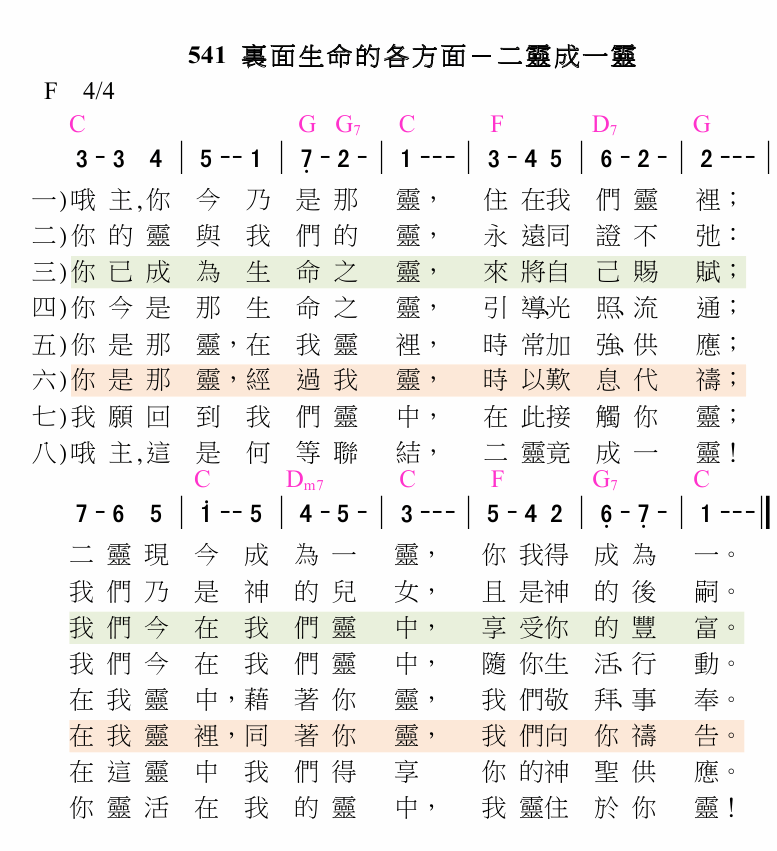 541 裏面生命的各方面－二靈成一靈
F 4/4
C G G7 C F D7 G
3 - 3 4 | 5 - - 1 | 7̣ - 2 - | 1 - - - | 3 - 4 5 | 6 - 2 - | 2 - - - |
一)哦主,你今乃是那靈，住在我們靈裡；
二)你的靈與我們的靈，永遠同證不弛：
三)你已成為生命之靈，來將自己賜賦；
四)你今是那生命之靈，引導、光照、流通；
五)你是那靈，在我靈裡，時常加強、供應；
六)你是那靈，經過我靈，時以歎息代禱；
七)我願回到我們靈中，在此接觸你靈；
八)哦主,這是何等聯結，二靈竟成一靈！
C Dm7 C F G7 C
7 - 6 5 | 1̇ - - 5 | 4 - 5 - | 3 - - - | 5 - 4 2 | 6̣ - 7̣ - | 1 - - - ‖
二靈現今成為一靈，你我得成為一。
我們乃是神的兒女，且是神的後嗣。
我們今在我們靈中，享受你的豐富。
我們今在我們靈中，隨你生活、行動。
在我靈中，藉著你靈，我們敬拜、事奉。
在我靈裡，同著你靈，我們向你禱告。
在這靈中我們得享你的神聖供應。
你靈活在我的靈中，我靈住於你靈！